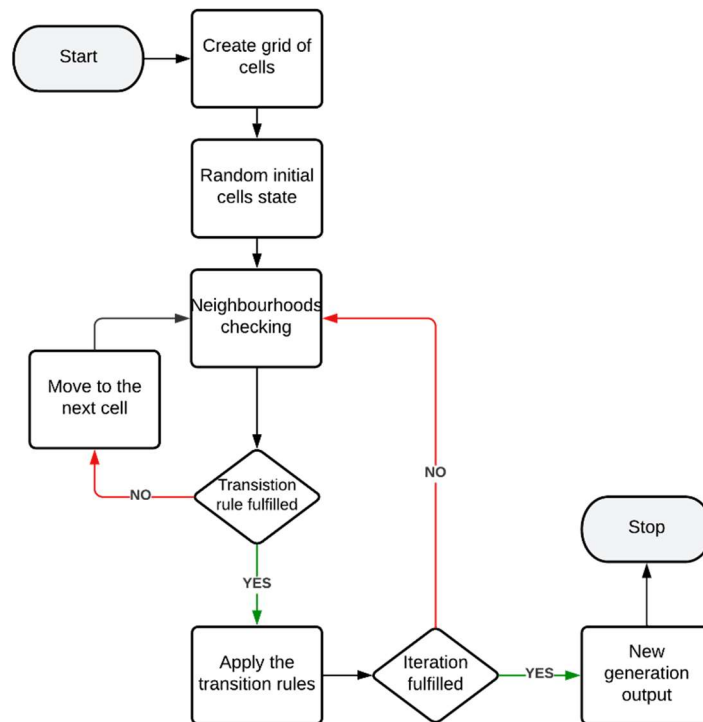 Start
Create grid of
cells
Random initial
cells state
Neighbourhoods
checking
Move to the
next cell
NO
Transistion
rule fulfilled
NO
YES
Stop
Apply the
transition rules
Iteration
fulfilled
YES
New
generation
output